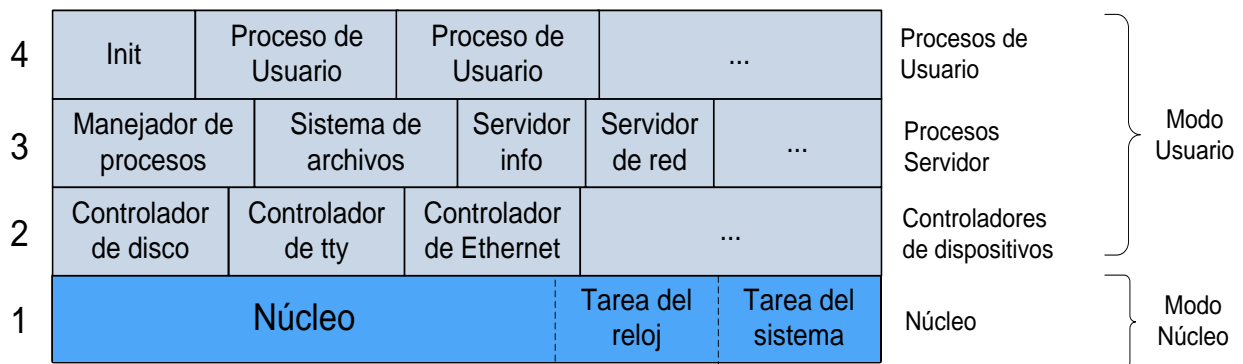 4
Init
Proceso de
Usuario
Proceso de
Usuario
...
Procesos de
Usuario
3
Manejador de
procesos
Sistema de
archivos
Servidor
info
Servidor
de red
...
Procesos
Servidor
Modo
Usuario
2
Controlador
de disco
Controlador
de tty
Controlador
de Ethernet
...
Controladores
de dispositivos
1
Núcleo
Tarea del
reloj
Tarea del
sistema
Núcleo
Modo
Núcleo